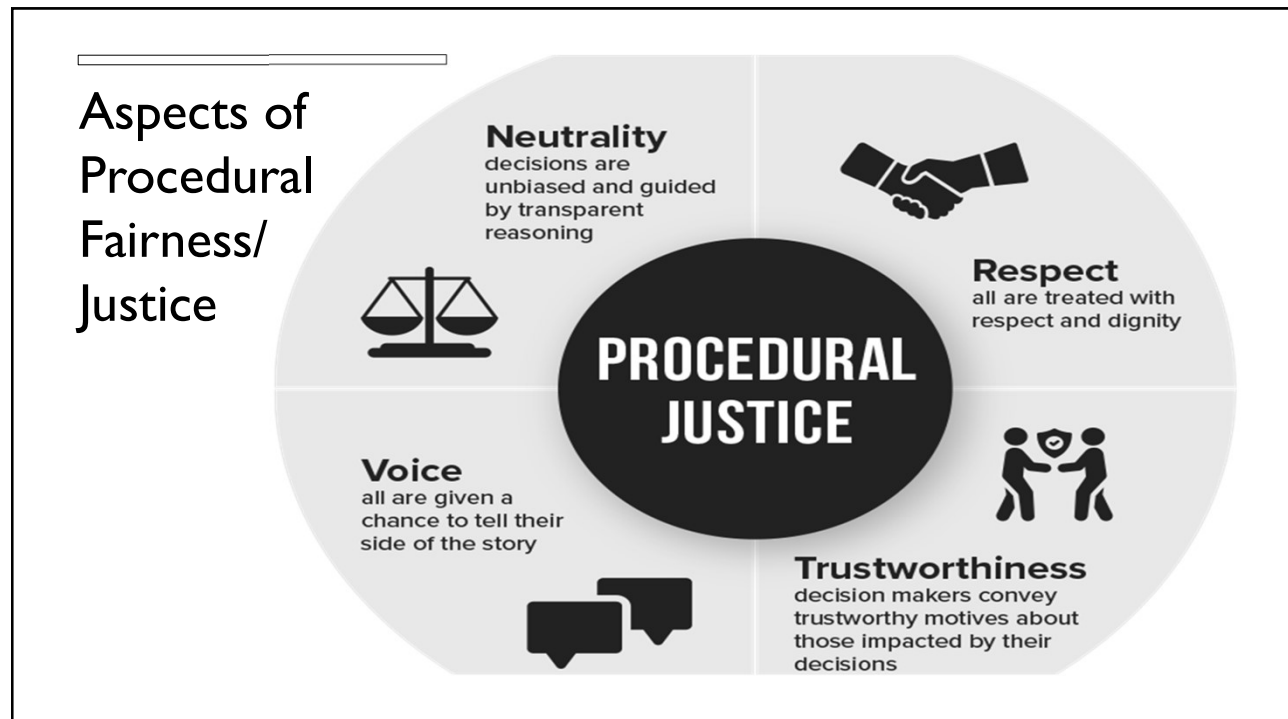 Aspects of
Procedural
Fairness/
Justice
Neutrality
decisions are
unbiased and guided
by transparent
reasoning
Respect
all are treated with
respect and dignity
PROCEDURAL
JUSTICE
Voice
all are given a
chance to tell their
side of the story
Trustworthiness
decision makers convey
trustworthy motives about
those impacted by their
decisions